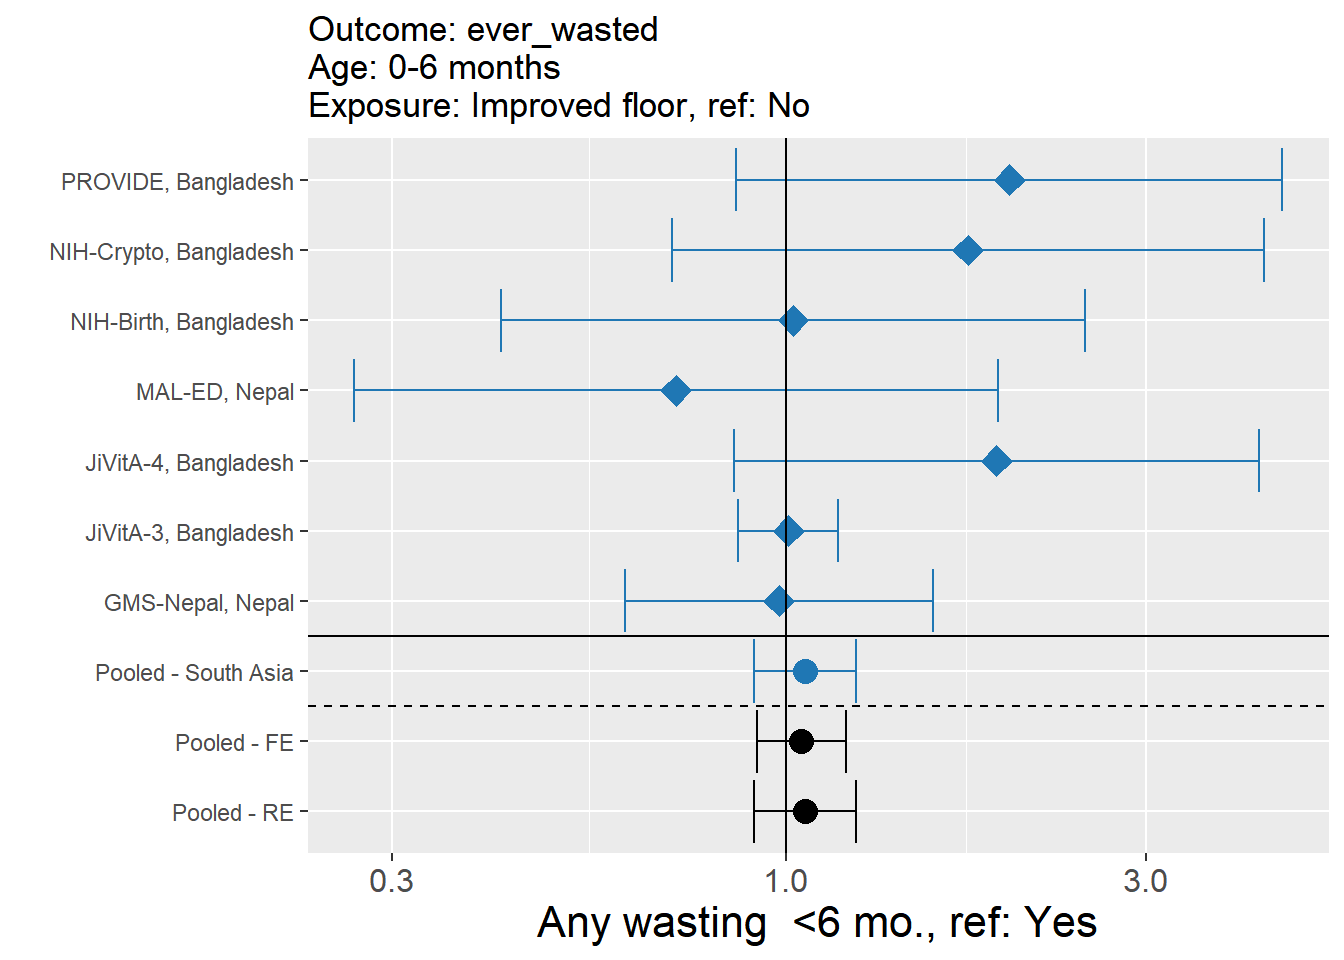 Outcome: ever_wasted
Age: 0-6 months
Exposure: Improved floor, ref: No
PROVIDE, Bangladesh
NIH-Crypto, Bangladesh
NIH-Birth, Bangladesh
MAL-ED, Nepal
JiVitA-4, Bangladesh
JiVitA-3, Bangladesh
GMS-Nepal, Nepal
Pooled - South Asia
Pooled - FE
Pooled - RE
0.3 1.0 3.0
Any wasting  <6 mo., ref: Yes